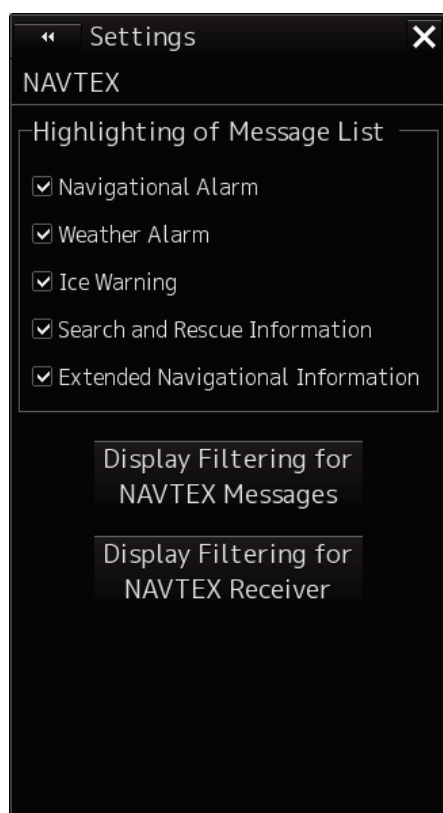 Settings
NAVTEX
Highlighting of Message List
Navigational Alarm
Weather Alarm
Ice Warning
Search and Rescue Information
Extended Navigational Information
Display Filtering for
NAVTEX Messages
Display Filtering for
NAVTEX Receiver